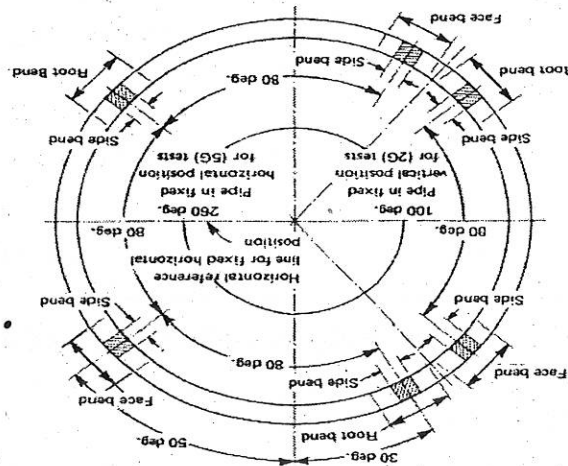 30 deg.
50 deg.
Root bend
Face bend
Side bend
80 deg.
Face bend
Side bend
Side bend
Horizontal reference
line for fixed horizontal
position
80 deg.
80 deg.
100 deg.
Pipe in fixed
vertical position
for (2G) tests
260 deg.
Pipe in fixed
horizontal position
for (5G) tests
Side bend
Side bend
Root bend
Root Bend.
80 deg.
Side bend
Face bend